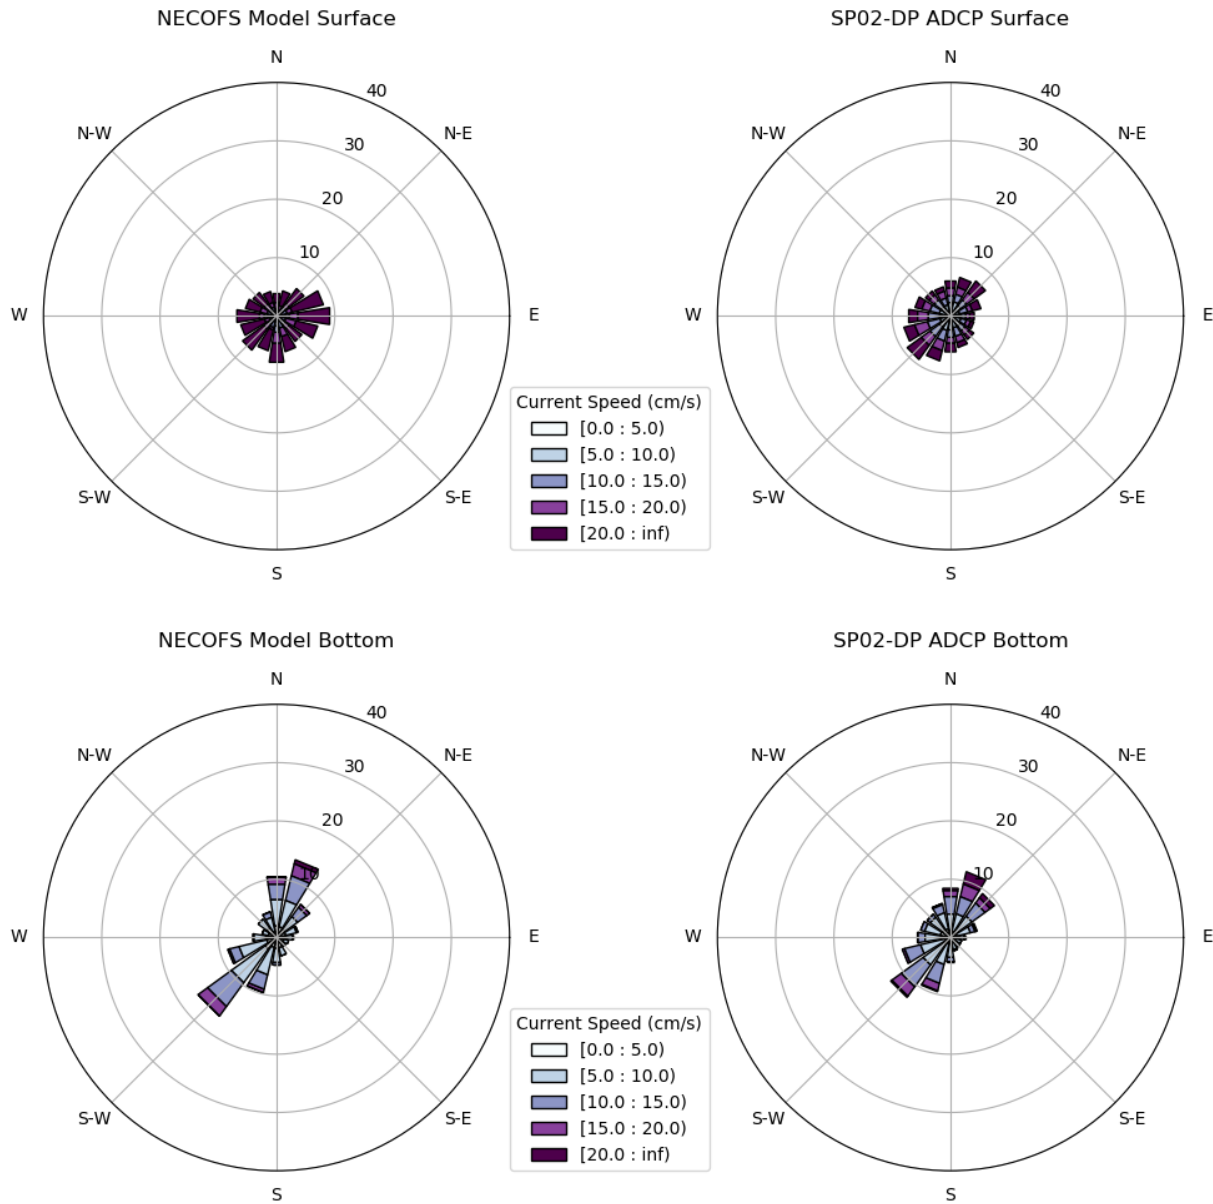 NECOFS Model Surface
SP02-DP ADCP Surface
N
N
40
40
N-W
N-E
N-W
N-E
30
30
20
20
10
10
W
E
W
E
Current Speed (cm/s)
[0.0 : 5.0)
[5.0 : 10.0)
[10.0 : 15.0)
[15.0 : 20.0)
[20.0 : inf)
S-W
S-E
S-W
S-E
S
S
NECOFS Model Bottom
SP02-DP ADCP Bottom
N
N
40
40
N-W
N-E
N-W
N-E
30
30
20
20
10
10
W
E
W
E
Current Speed (cm/s)
[0.0 : 5.0)
[5.0 : 10.0)
[10.0 : 15.0)
[15.0 : 20.0)
[20.0 : inf)
S-W
S-E
S-W
S-E
S
S